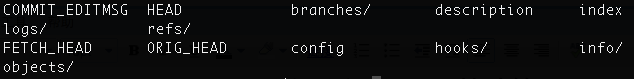 COMMIT_EDITMSG HEAD branches/ description index
logs/ refs/
FETCH_HEAD ORIG_HEAD config hooks/ info/
objects/